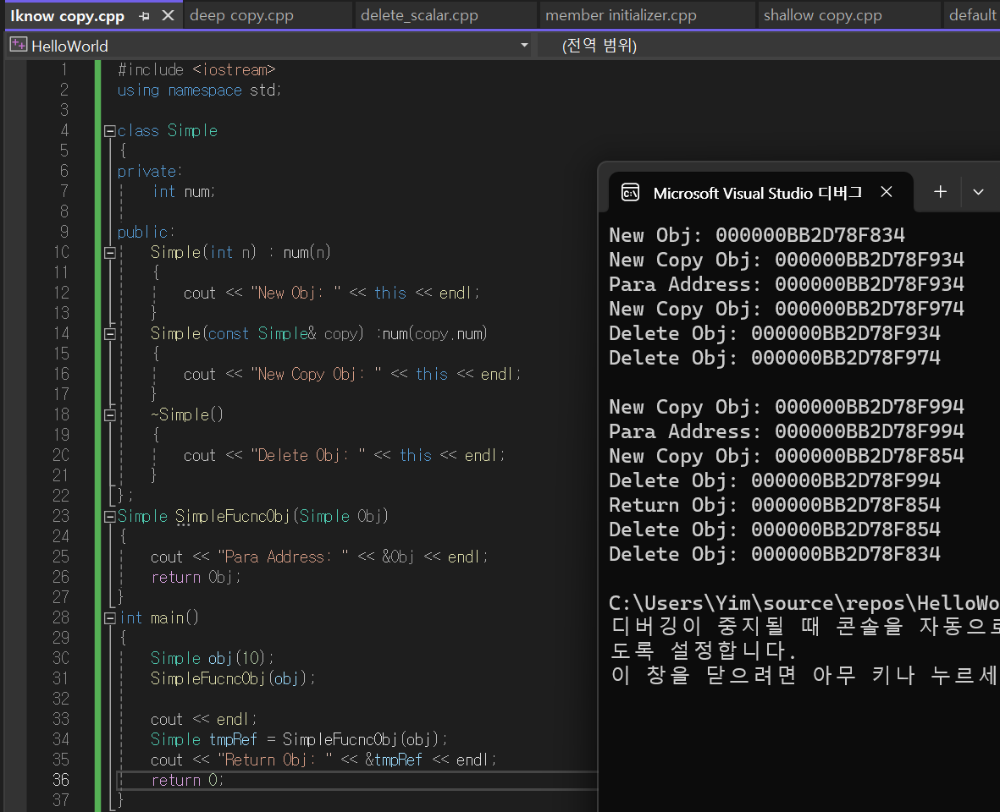 Iknow copy.cpp
deep copy.cpp
delete_scalar.cpp
member initializer.cpp
shallow copy.cpp
default
HelloWorld
(전역 범위)
1 #include <iostream>
2 using namespace std;
3
4 class Simple
5 {
6 private:
7 int num;
8
9 public:
10 Simple(int n) : num(n)
11 {
12 cout << "New Obj: " << this << endl;
13 }
14 Simple(const Simple& copy) :num(copy.num)
15 {
16 cout << "New Copy Obj: " << this << endl;
17 }
18 ~Simple()
19 {
20 cout << "Delete Obj: " << this << endl;
21 }
22 };
23 Simple SimpleFucncObj(Simple Obj)
24 {
25 cout << "Para Address: " << &Obj << endl;
26 return Obj;
27 }
28 int main()
29 {
30 Simple obj(10);
31 SimpleFucncObj(obj);
32
33 cout << endl;
34 Simple tmpRef = SimpleFucncObj(obj);
35 cout << "Return Obj: " << &tmpRef << endl;
36 return 0;
37 }
Microsoft Visual Studio 디버그
New Obj: 000000BB2D78F834
New Copy Obj: 000000BB2D78F934
Para Address: 000000BB2D78F934
New Copy Obj: 000000BB2D78F974
Delete Obj: 000000BB2D78F934
Delete Obj: 000000BB2D78F974
New Copy Obj: 000000BB2D78F994
Para Address: 000000BB2D78F994
New Copy Obj: 000000BB2D78F854
Delete Obj: 000000BB2D78F994
Return Obj: 000000BB2D78F854
Delete Obj: 000000BB2D78F854
Delete Obj: 000000BB2D78F834
C:\Users\Yim\source\repos\HelloWo
디버깅이 중지될 때 콘솔을 자동으로
도록 설정합니다.
이 창을 닫으려면 아무 키나 누르세